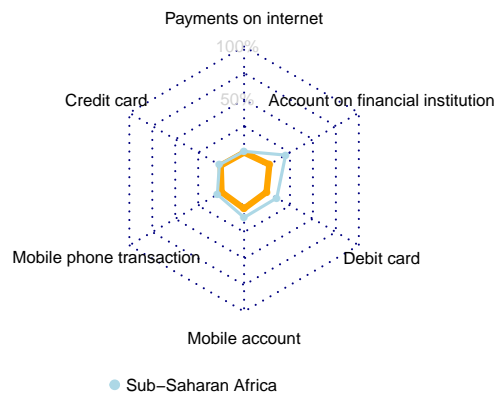 Payments on internet
100%
Credit card
50%
Account on financial institution
Mobile phone transaction
Debit card
Mobile account
Sub−Saharan Africa